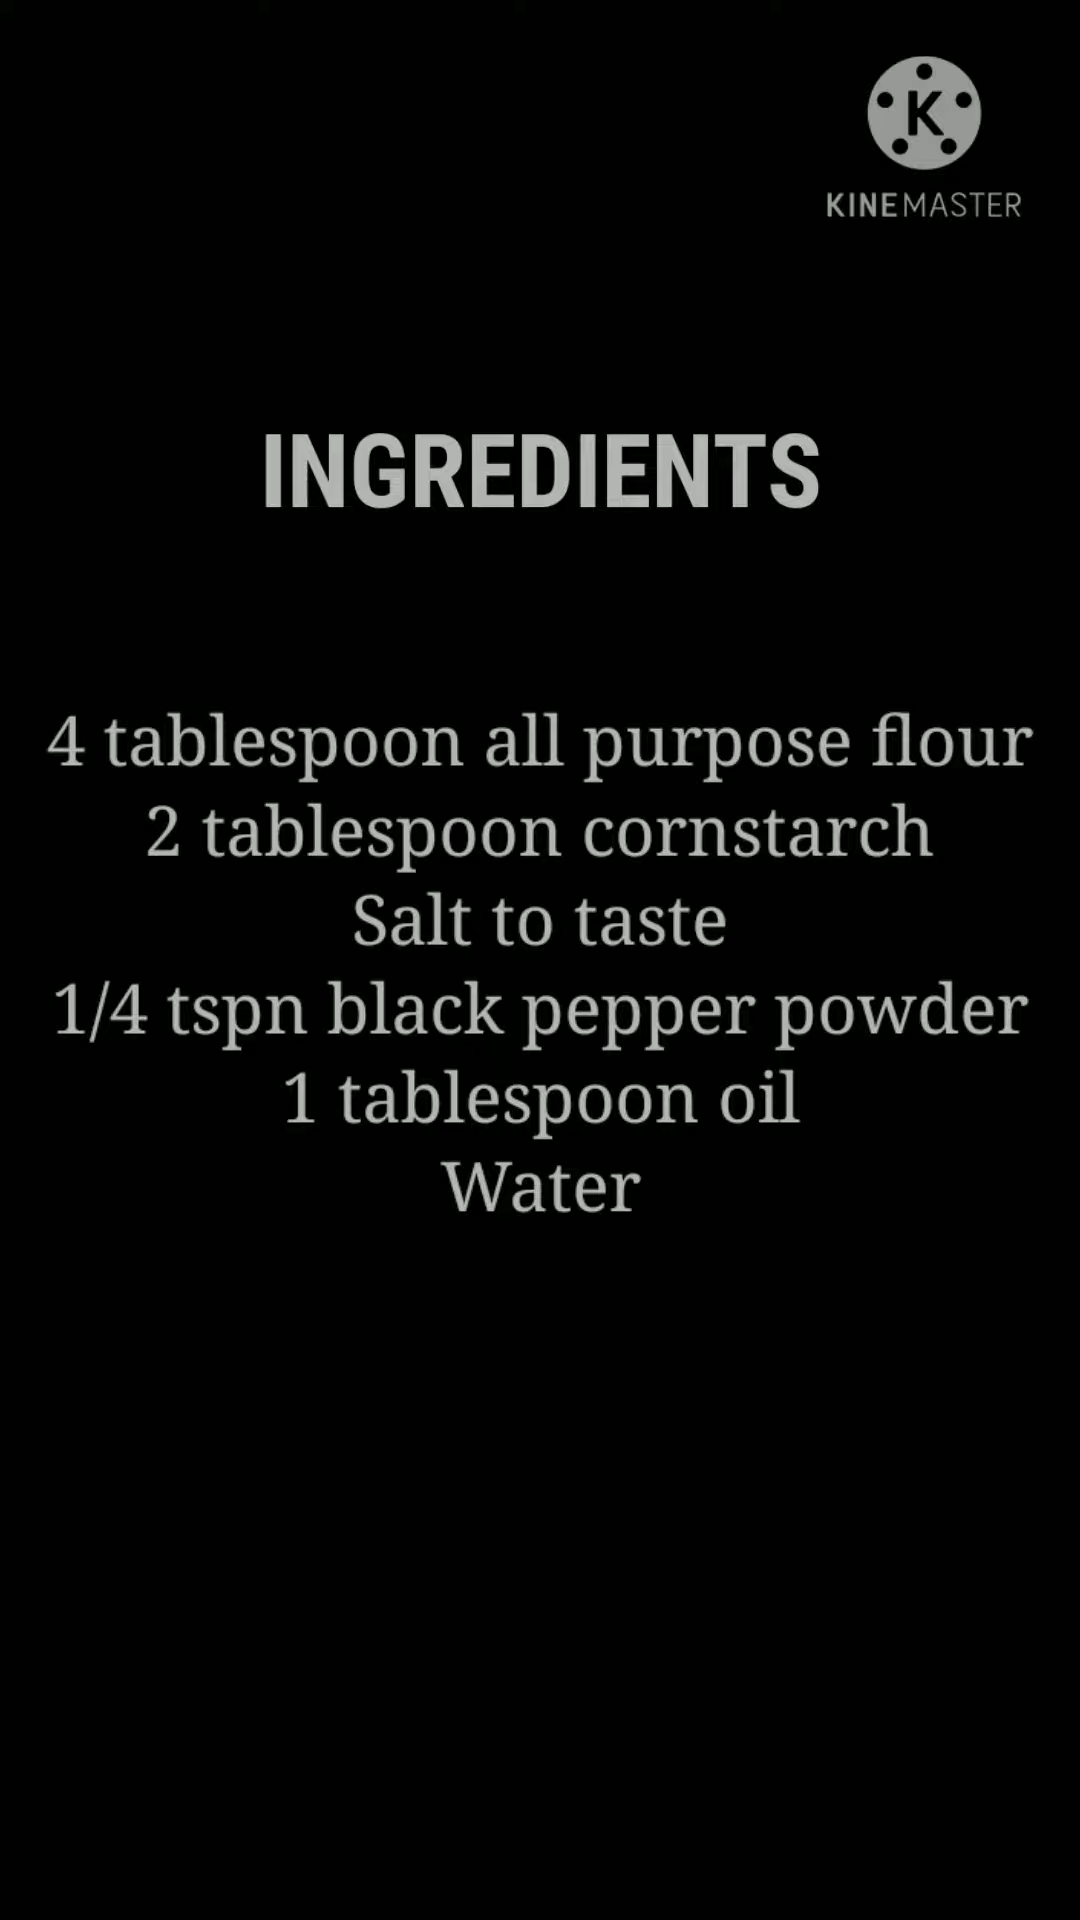 K
KINEMASTER
INGREDIENTS
4 tablespoon all purpose flour
2 tablespoon cornstarch
Salt to taste
1/4 tspn black pepper powder
1 tablespoon oil
Water